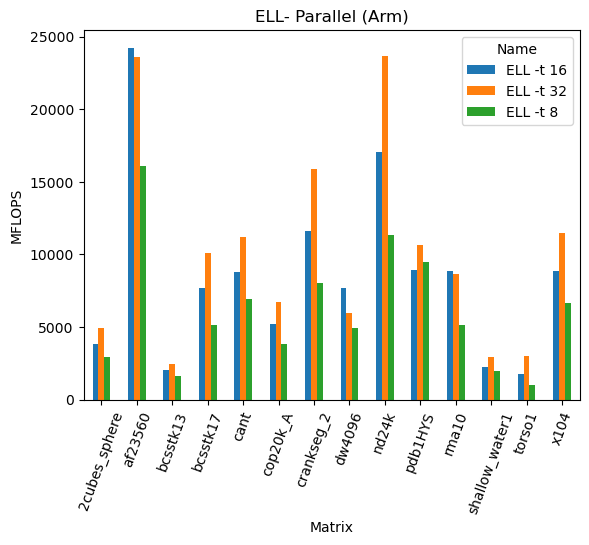 ELL- Parallel (Arm)
25000
20000
15000
10000
5000
0
MFLOPS
Name
ELL -t 16
ELL -t 32
ELL -t 8
2cubes_sphere
af23560
bcsstk13
bcsstk17
cant
cop20k_A
crankseg_2
dw4096
nd24k
pdb1HYS
rma10
shallow_water1
torso1
x104
Matrix